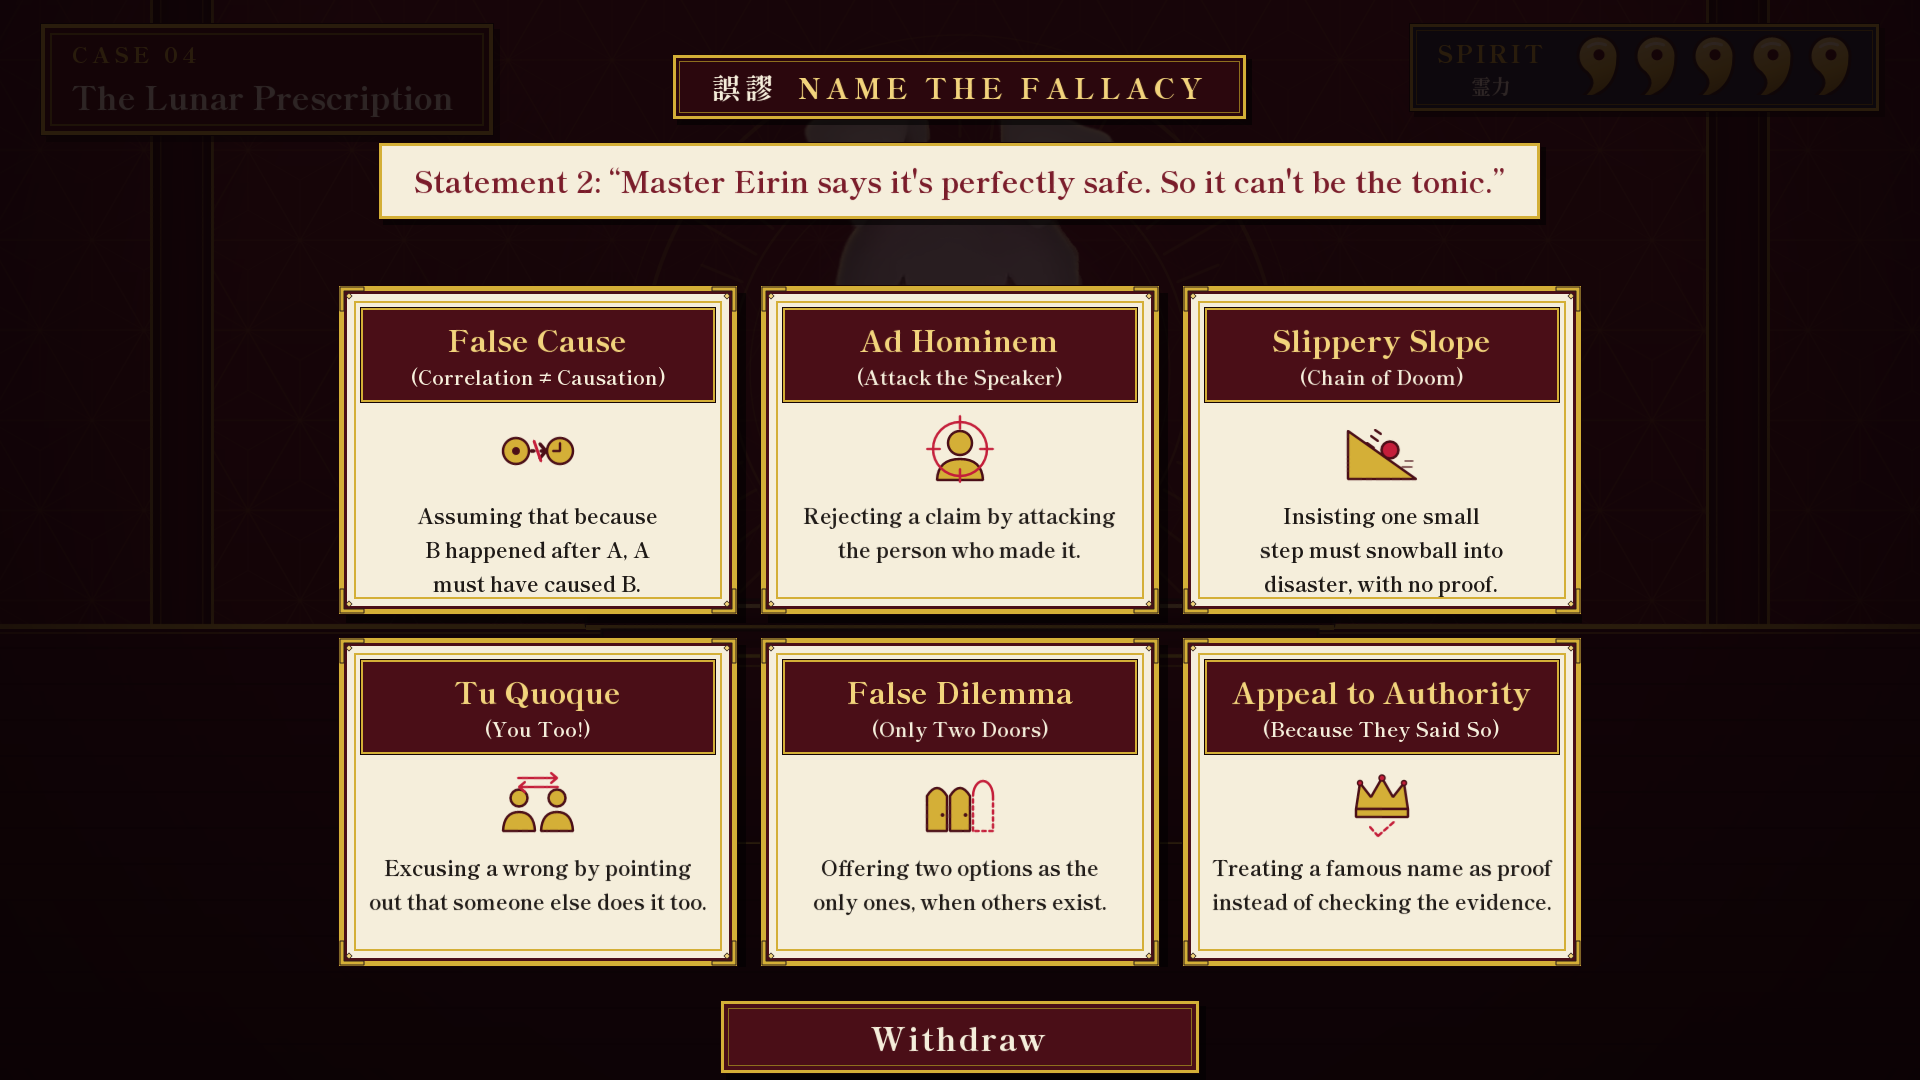 CASE 04
The Lunar Prescription
誤謬 NAME THE FALLACY
SPIRIT
霊力
Statement 2: “Master Eirin says it's perfectly safe. So it can't be the tonic.”
False Cause
(Correlation ≠ Causation)
Assuming that because
B happened after A, A
must have caused B.
Ad Hominem
(Attack the Speaker)
Rejecting a claim by attacking
the person who made it.
Slippery Slope
(Chain of Doom)
Insisting one small
step must snowball into
disaster, with no proof.
Tu Quoque
(You Too!)
Excusing a wrong by pointing
out that someone else does it too.
False Dilemma
(Only Two Doors)
Offering two options as the
only ones, when others exist.
Appeal to Authority
(Because They Said So)
Treating a famous name as proof
instead of checking the evidence.
Withdraw